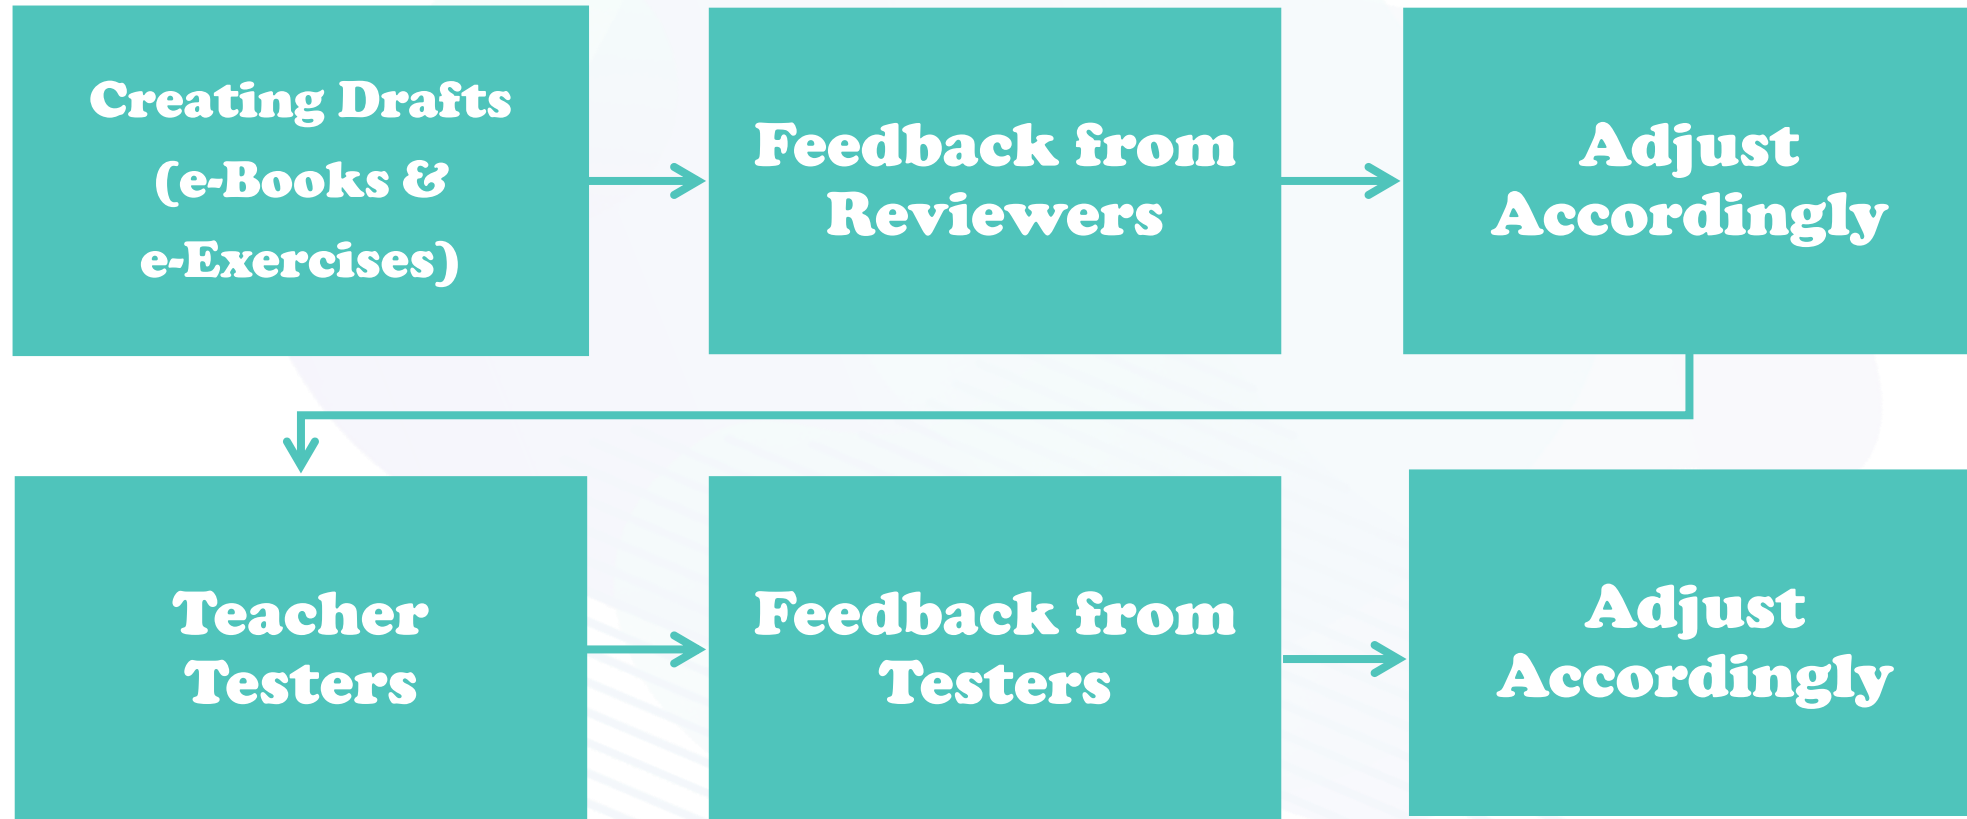 Creating Drafts
(e-Books &
e-Exercises)
Feedback from
Reviewers
Adjust
Accordingly
Teacher
Testers
Feedback from
Testers
Adjust
Accordingly